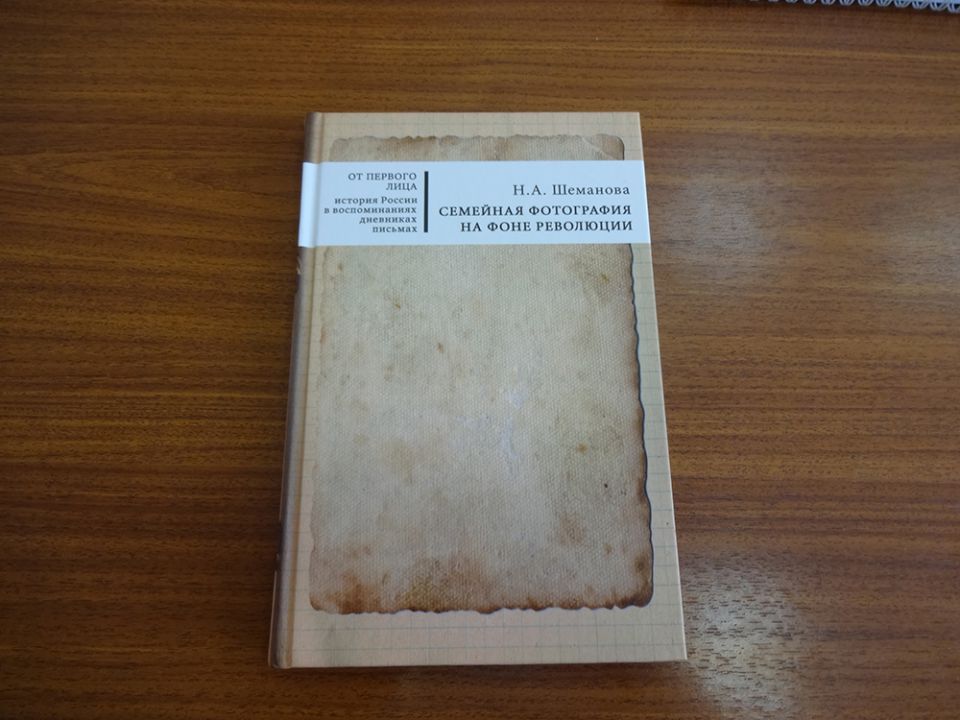 ОТ ПЕРВОГО
ЛИЦА
история России
в воспоминаниях
дневниках
письмах
Н.А. Шеманова
СЕМЕЙНАЯ ФОТОГРАФИЯ
НА ФОНЕ РЕВОЛЮЦИИ